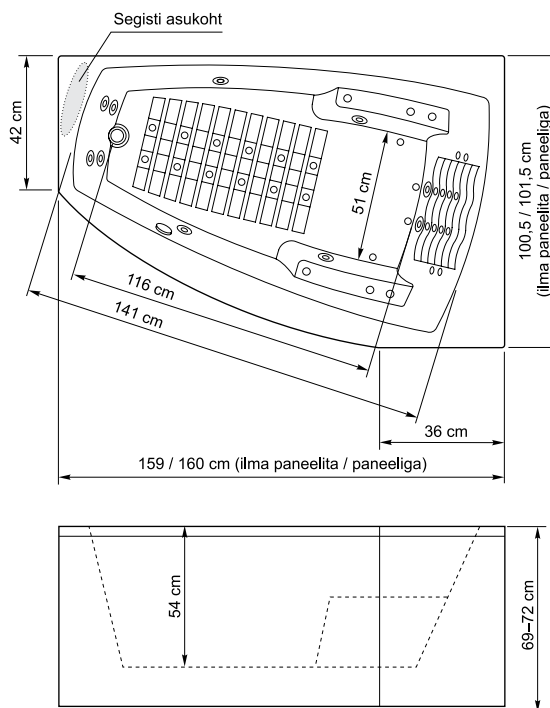 Segisti asukoht
42 cm
51 cm
100,5 / 101,5 cm
(ilma paneelita / paneeliga)
116 cm
141 cm
36 cm
159 / 160 cm (ilma paneelita / paneeliga)
54 cm
69–72 cm